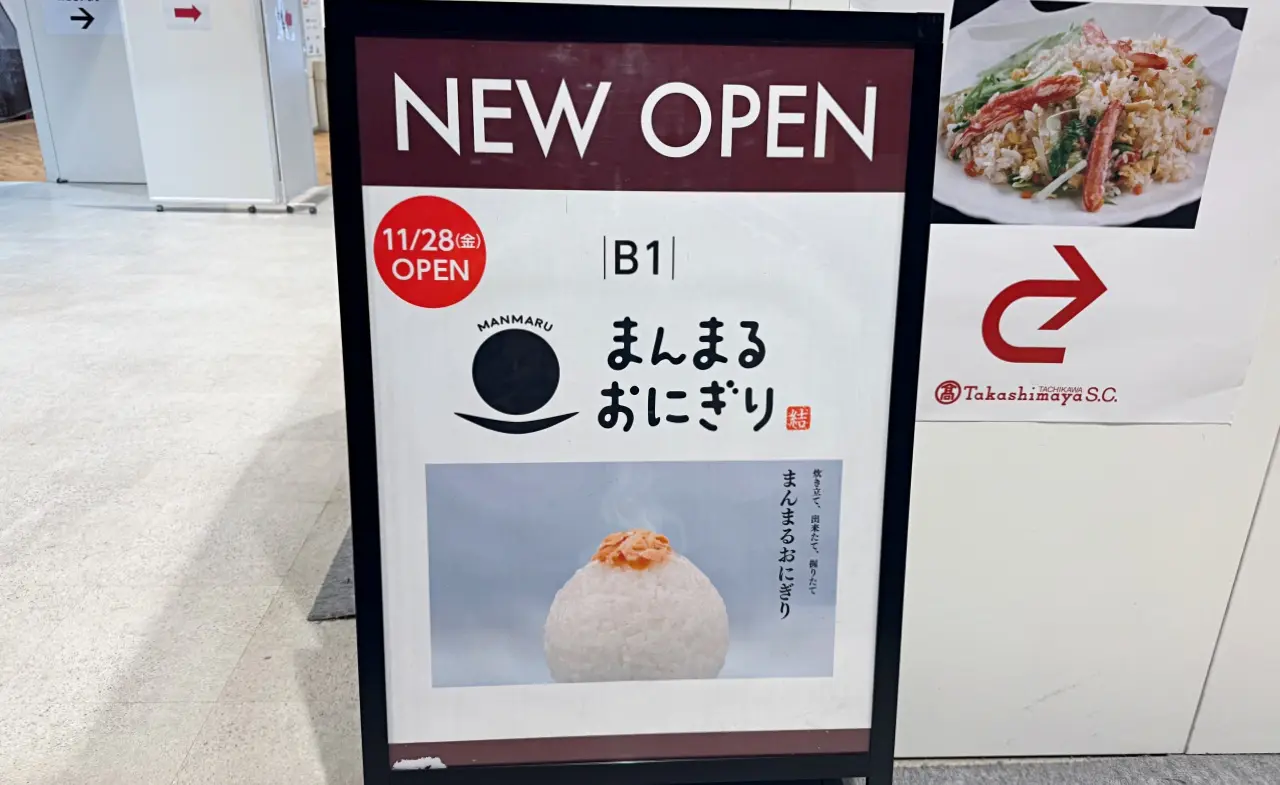 NEW OPEN
11/28(金)
OPEN
B1
MANMARU
まんまる
おにぎり
結
炊き立て、出来たて、握りたて
まんまるおにぎり
髙 Takashimaya S.C.
TACHIKAWA